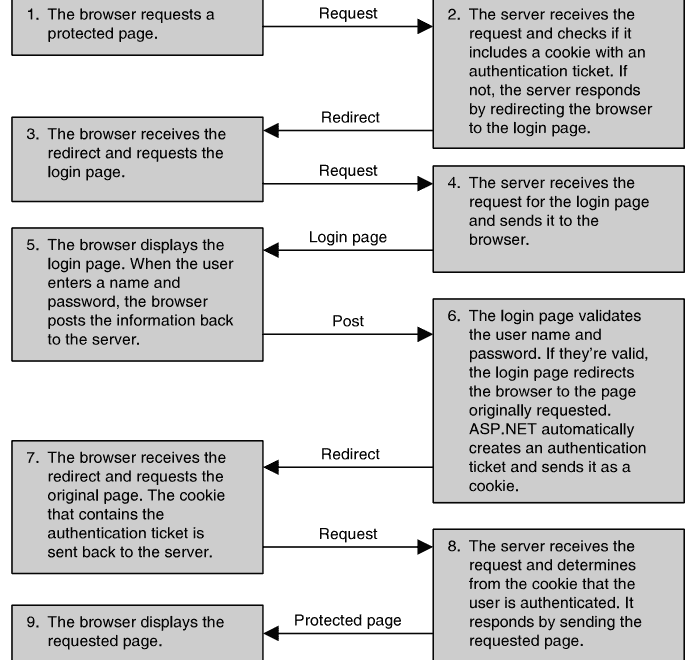 1. The browser requests a
protected page.
Request
2. The server receives the
request and checks if it
includes a cookie with an
authentication ticket. If
not, the server responds
by redirecting the browser
to the login page.
Redirect
3. The browser receives the
redirect and requests the
login page.
Request
4. The server receives the
request for the login page
and sends it to the
browser.
Login page
5. The browser displays the
login page. When the user
enters a name and
password, the browser
posts the information back
to the server.
Post
6. The login page validates
the user name and
password. If they're valid,
the login page redirects
the browser to the page
originally requested.
ASP.NET automatically
creates an authentication
ticket and sends it as a
cookie.
Redirect
7. The browser receives the
redirect and requests the
original page. The cookie
that contains the
authentication ticket is
sent back to the server.
Request
8. The server receives the
request and determines
from the cookie that the
user is authenticated. It
responds by sending the
requested page.
Protected page
9. The browser displays the
requested page.